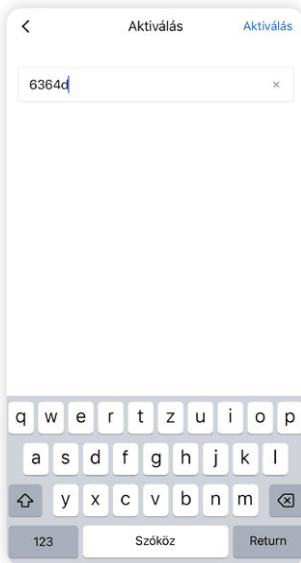 Aktiválás Aktiválás
6364d
q w e r t z u i o p
a s d f g h j k l
y x c v b n m
123 Szóköz Return